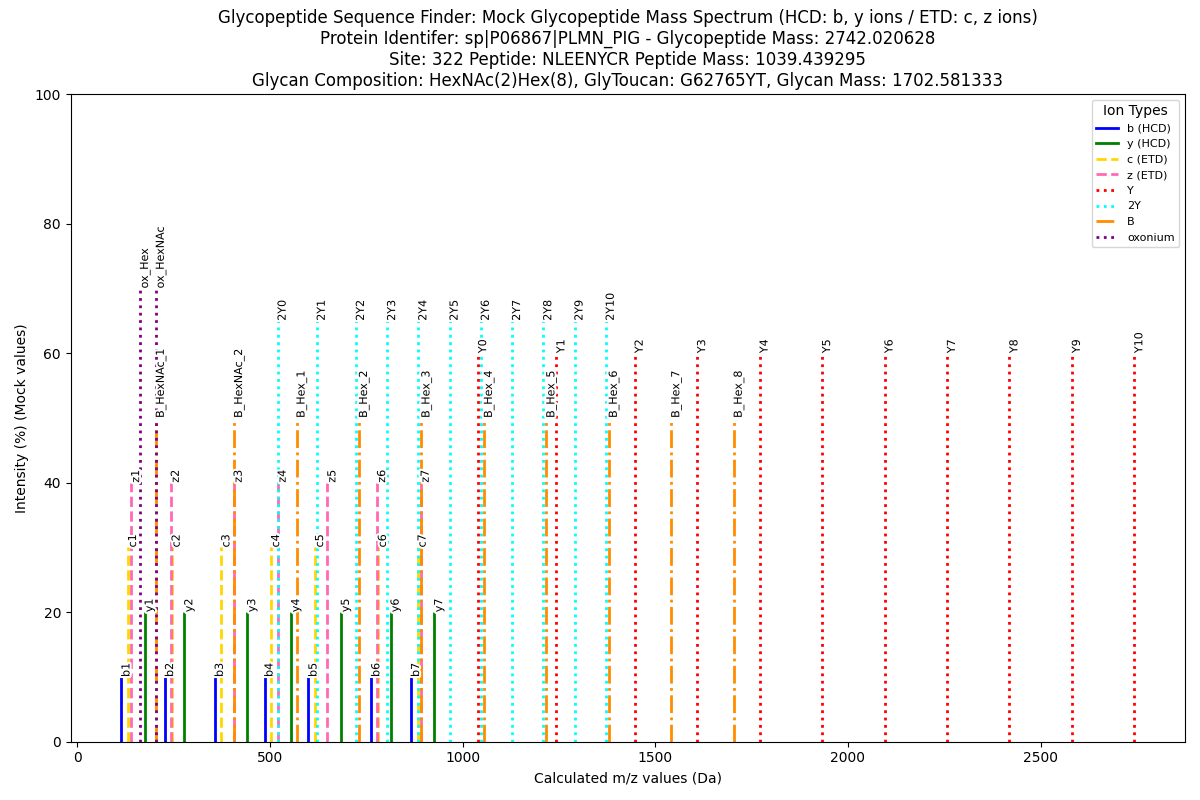 Glycopeptide Sequence Finder: Mock Glycopeptide Mass Spectrum (HCD: b, y ions / ETD: c, z ions)
Protein Identifer: sp|P06867|PLMN_PIG - Glycopeptide Mass: 2742.020628
Site: 322 Peptide: NLEENYCR Peptide Mass: 1039.439295
Glycan Composition: HexNAc(2)Hex(8), GlyToucan: G62765YT, Glycan Mass: 1702.581333
100
80
60
40
20
0
Intensity (%) (Mock values)
Ion Types
b (HCD)
y (HCD)
c (ETD)
z (ETD)
Y
2Y
B
oxonium
ox_Hex
ox_HexNAc
2Y0
2Y1
2Y2
2Y3
2Y4
2Y5
2Y6
2Y7
2Y8
2Y9
2Y10
Y0
Y1
Y2
Y3
Y4
Y5
Y6
Y7
Y8
Y9
Y10
B_HexNAc_1
B_HexNAc_2
B_Hex_1
B_Hex_2
B_Hex_3
B_Hex_4
B_Hex_5
B_Hex_6
B_Hex_7
B_Hex_8
z1
z2
z3
z4
z5
z6
z7
c1
c2
c3
c4
c5
c6
c7
y1
y2
y3
y4
y5
y6
y7
b1
b2
b3
b4
b5
b6
b7
0
500
1000
1500
2000
2500
Calculated m/z values (Da)